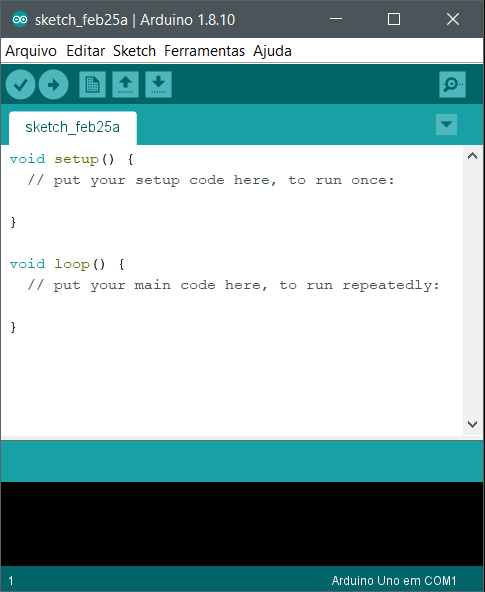 sketch_feb25a | Arduino 1.8.10
Arquivo Editar Sketch Ferramentas Ajuda
sketch_feb25a
void setup() {
  // put your setup code here, to run once:
}
void loop() {
  // put your main code here, to run repeatedly:
}
1 Arduino Uno em COM1